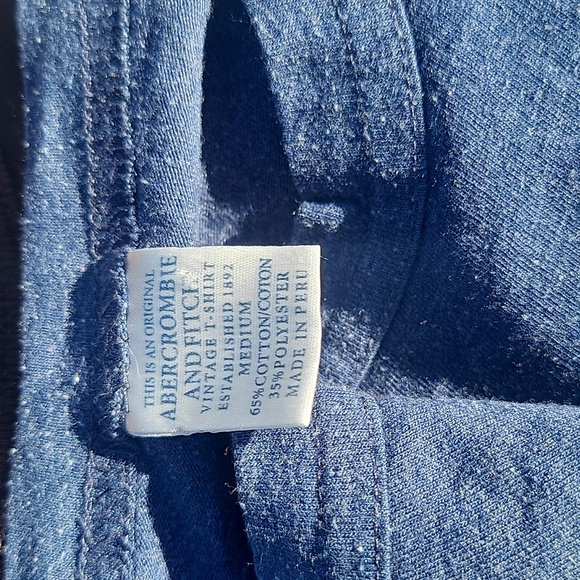 THIS IS AN ORIGINAL
ABERCROMBIE
AND FITCH
VINTAGE T-SHIRT
ESTABLISHED 1892
MEDIUM
65% COTTON/COTON
35% POLYESTER
MADE IN PERU